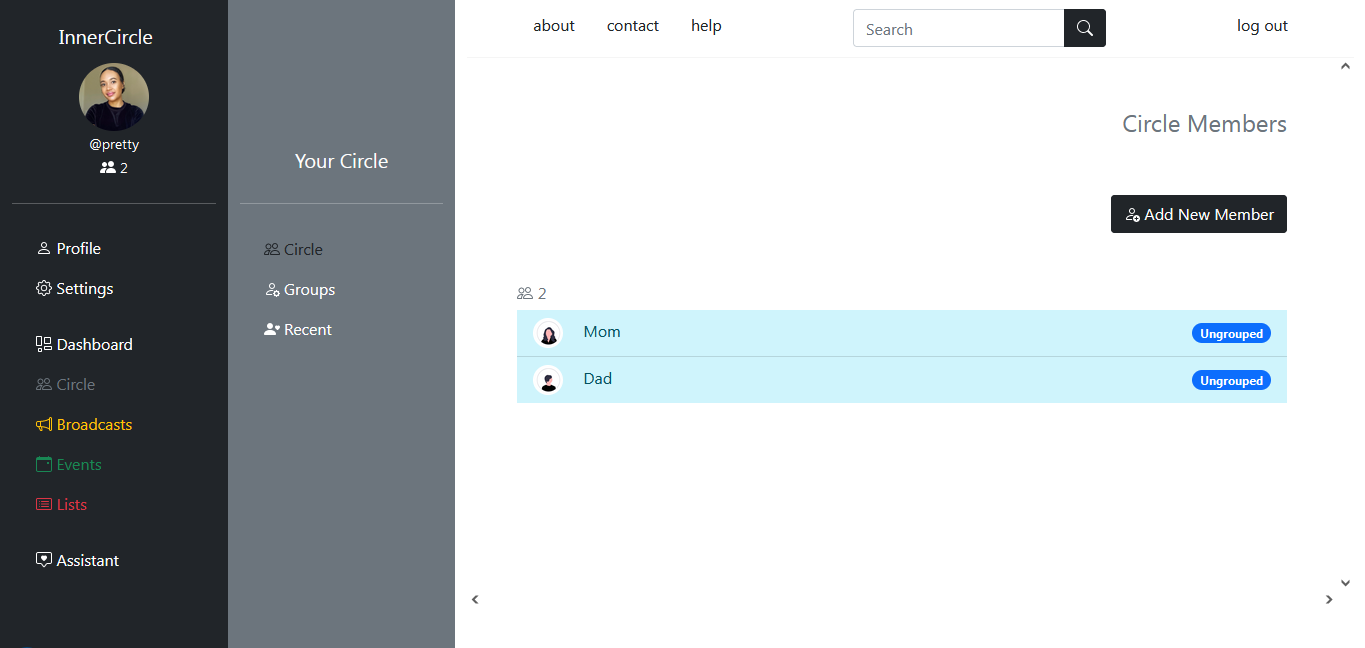 InnerCircle
@pretty
2
Profile
Settings
Dashboard
Circle
Broadcasts
Events
Lists
Assistant
Your Circle
Circle
Groups
Recent
about contact help Search log out
Circle Members
Add New Member
2
Mom Ungrouped
Dad Ungrouped